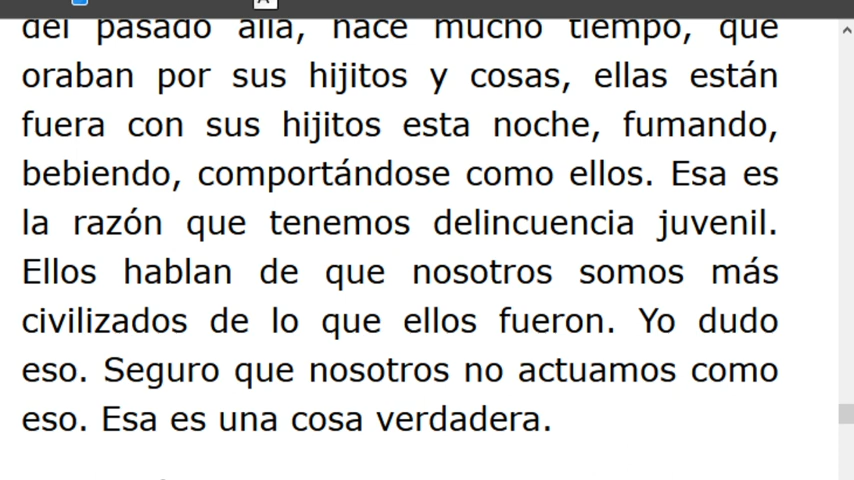 del pasado allá, hace mucho tiempo, que
oraban por sus hijitos y cosas, ellas están
fuera con sus hijitos esta noche, fumando,
bebiendo, comportándose como ellos. Esa es
la razón que tenemos delincuencia juvenil.
Ellos hablan de que nosotros somos más
civilizados de lo que ellos fueron. Yo dudo
eso. Seguro que nosotros no actuamos como
eso. Esa es una cosa verdadera.